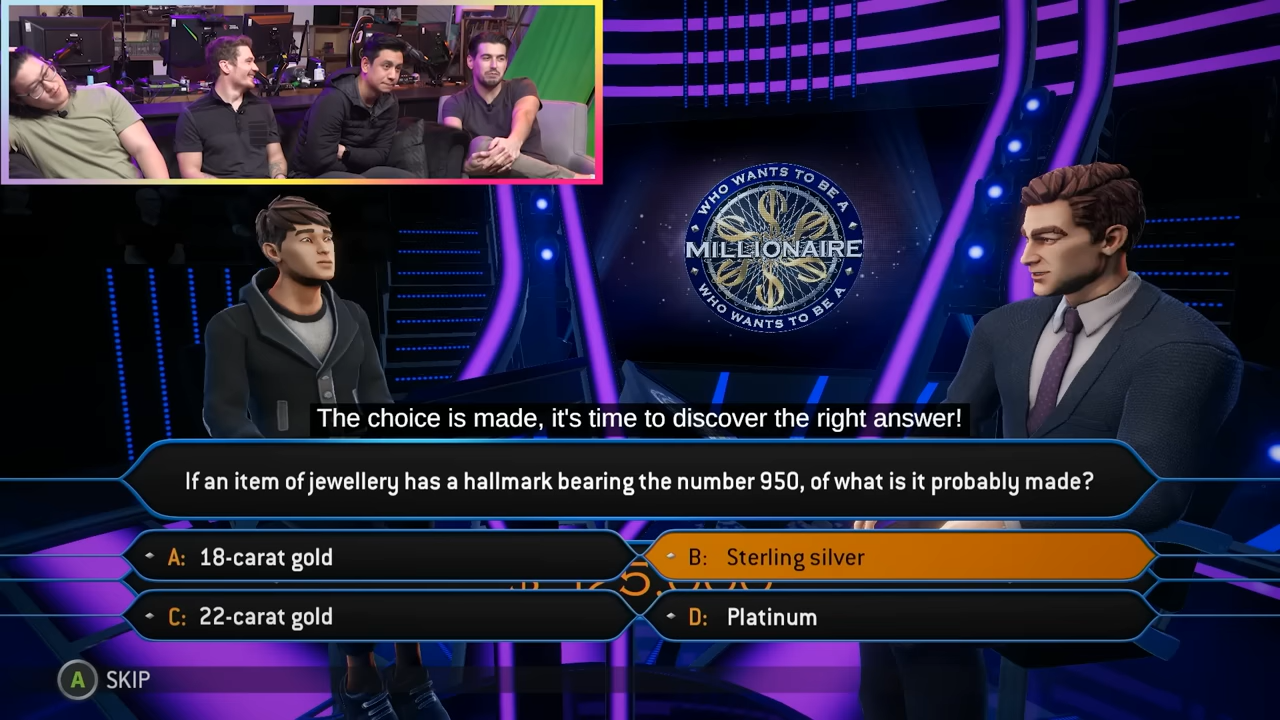 WHO WANTS TO BE A
MILLIONAIRE
WHO WANTS TO BE A
The choice is made, it's time to discover the right answer!
If an item of jewellery has a hallmark bearing the number 950, of what is it probably made?
A: 18-carat gold
B: Sterling silver
C: 22-carat gold
D: Platinum
A SKIP